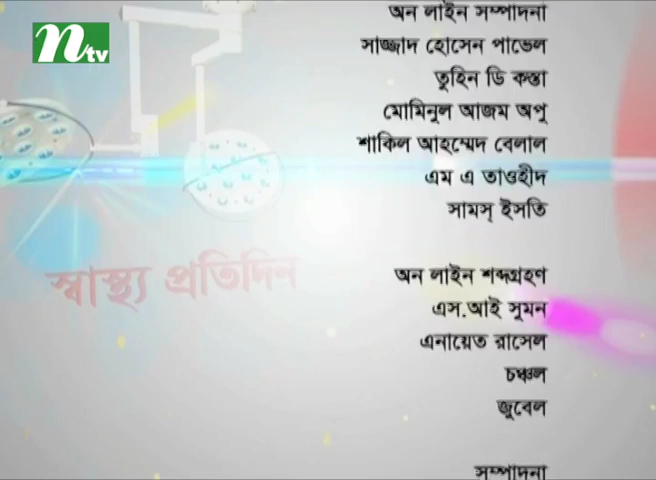 ntv
অন লাইন সম্পাদনা
সাজ্জাদ হোসেন পাভেল
তুহিন ডি কস্তা
মোমিনুল আজম অপু
শাকিল আহম্মেদ বেলাল
এম এ তাওহীদ
সামস্ ইসতি
স্বাস্থ্য প্রতিদিন
অন লাইন শব্দগ্রহণ
এস.আই সুমন
এনায়েত রাসেল
চঞ্চল
জুবেল
সম্পাদনা